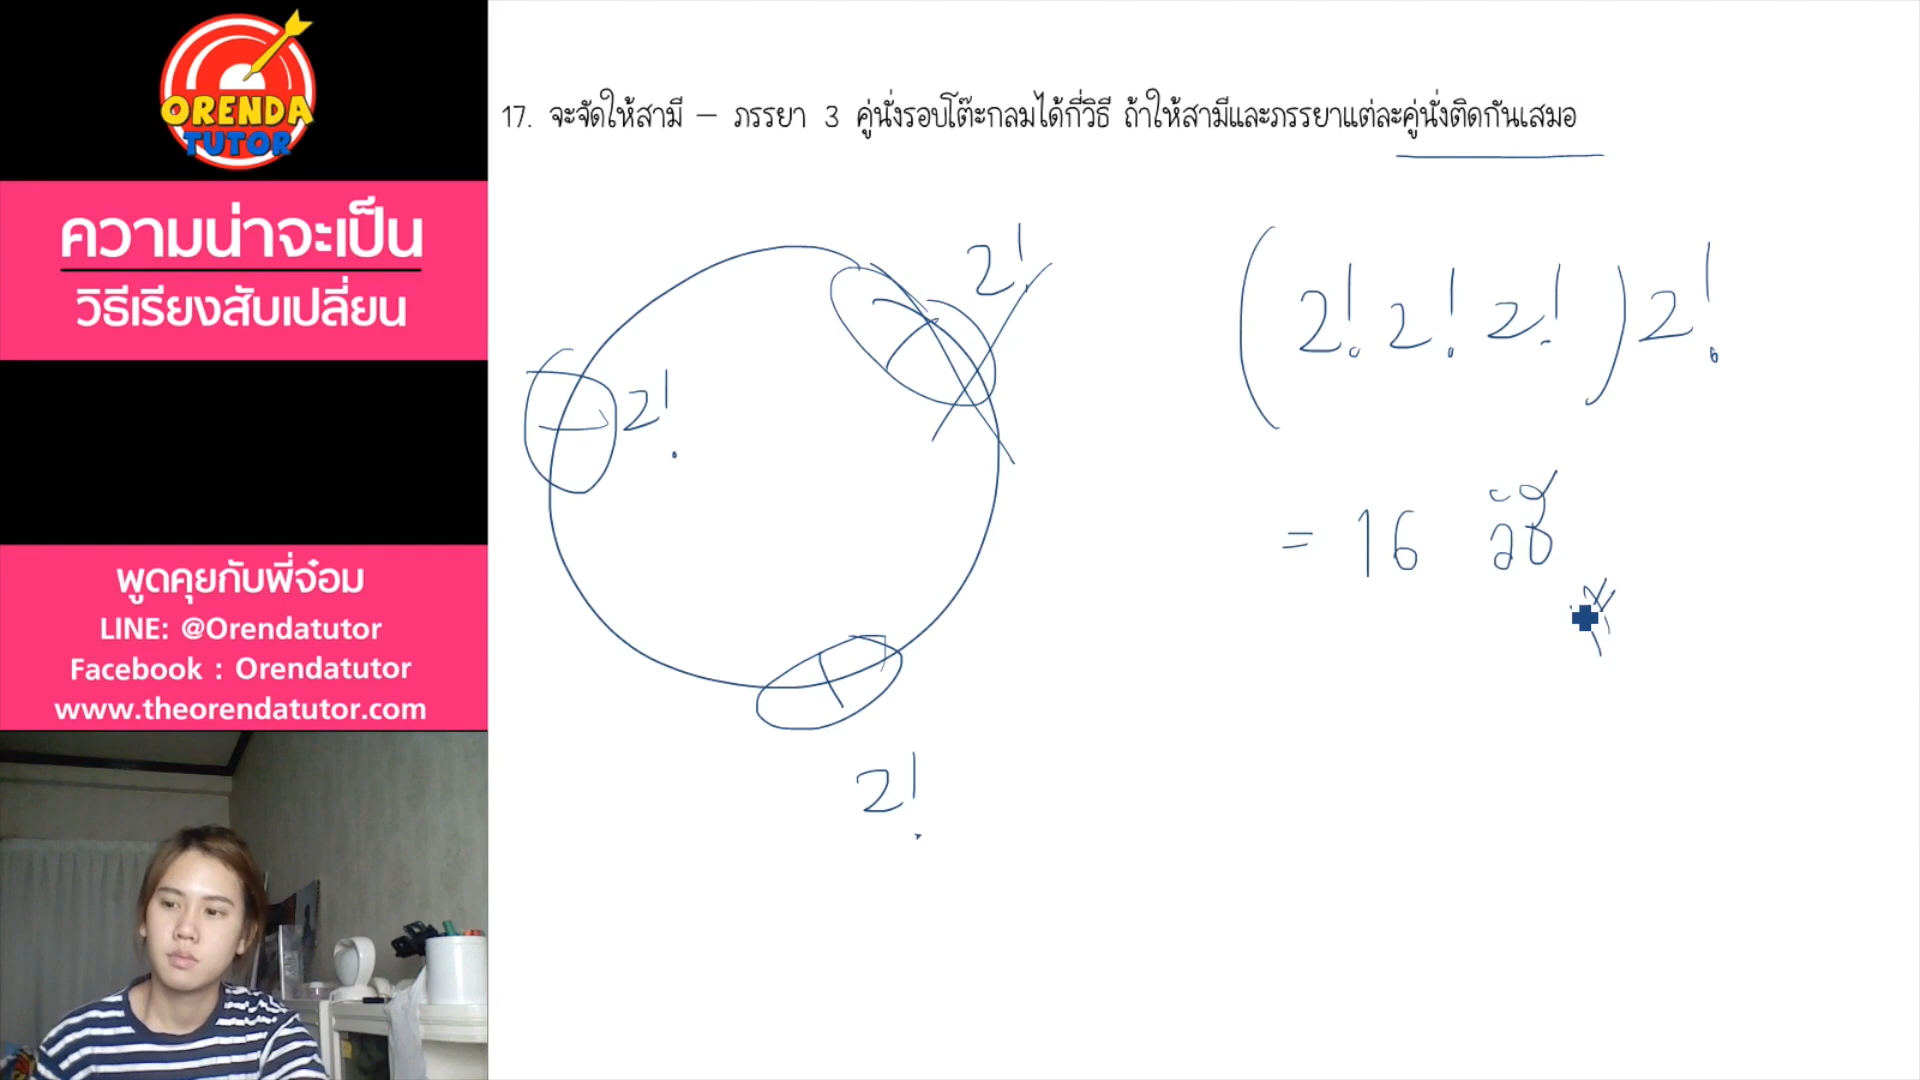 ORENDA
TUTOR
ความน่าจะเป็น
วิธีเรียงสับเปลี่ยน
พูดคุยกับพี่จ๋อม
LINE: @Orendatutor
Facebook : Orendatutor
www.theorendatutor.com
17. จะจัดให้สามี – ภรรยา 3 คู่นั่งรอบโต๊ะกลมได้กี่วิธี ถ้าให้สามีและภรรยาแต่ละคู่นั่งติดกันเสมอ
2!
2!
2!
(2! 2! 2!) 2!
= 16 วิธี